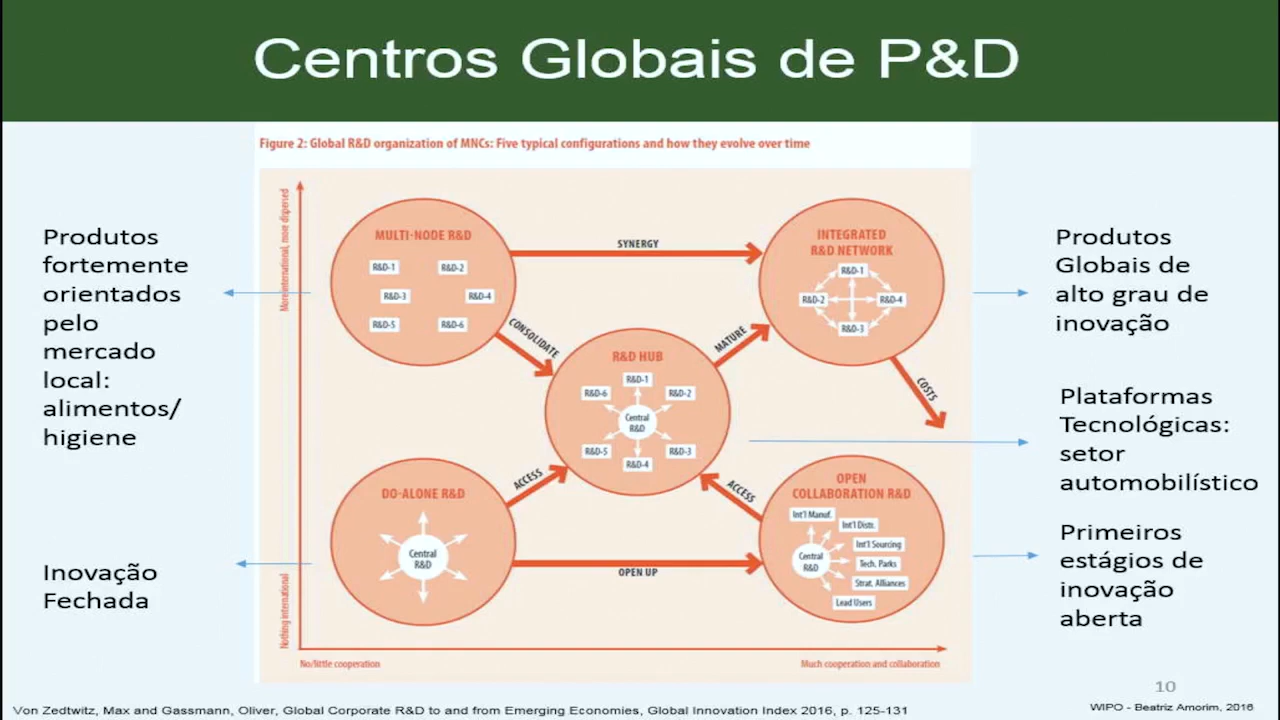 Centros Globais de P&D
Figure 2: Global R&D organization of MNCs: Five typical configurations and how they evolve over time
Produtos
fortemente
orientados
pelo
mercado
local:
alimentos/
higiene
Inovação
Fechada
More international, more dispersed
Nothing international
MULTI-NODE R&D
R&D-1
R&D-2
R&D-3
R&D-4
R&D-5
R&D-6
SYNERGY
INTEGRATED
R&D NETWORK
R&D-1
R&D-2
R&D-4
R&D-3
CONSOLIDATE
MATURE
COSTS
R&D HUB
R&D-1
R&D-6
R&D-2
Central
R&D
R&D-5
R&D-3
R&D-4
ACCESS
ACCESS
DO-ALONE R&D
Central
R&D
OPEN UP
OPEN
COLLABORATION R&D
Int'l Manuf.
Int'l Distr.
Int'l Sourcing
Central
R&D
Tech. Parks
Strat. Alliances
Lead Users
No/little cooperation
Much cooperation and collaboration
Produtos
Globais de
alto grau de
inovação
Plataformas
Tecnológicas:
setor
automobilístico
Primeiros
estágios de
inovação
aberta
10
Von Zedtwitz, Max and Gassmann, Oliver, Global Corporate R&D to and from Emerging Economies, Global Innovation Index 2016, p. 125-131
WIPO - Beatriz Amorim, 2016